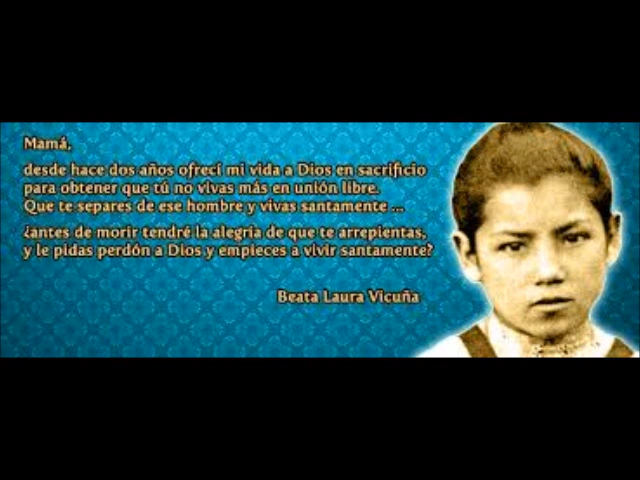 Mamá,
desde hace dos años ofrecí mi vida a Dios en sacrificio
para obtener que tú no vivas más en unión libre.
Que te separes de ese hombre y vivas santamente ...
¿antes de morir tendré la alegría de que te arrepientas,
y le pidas perdón a Dios y empieces a vivir santamente?
Beata Laura Vicuña